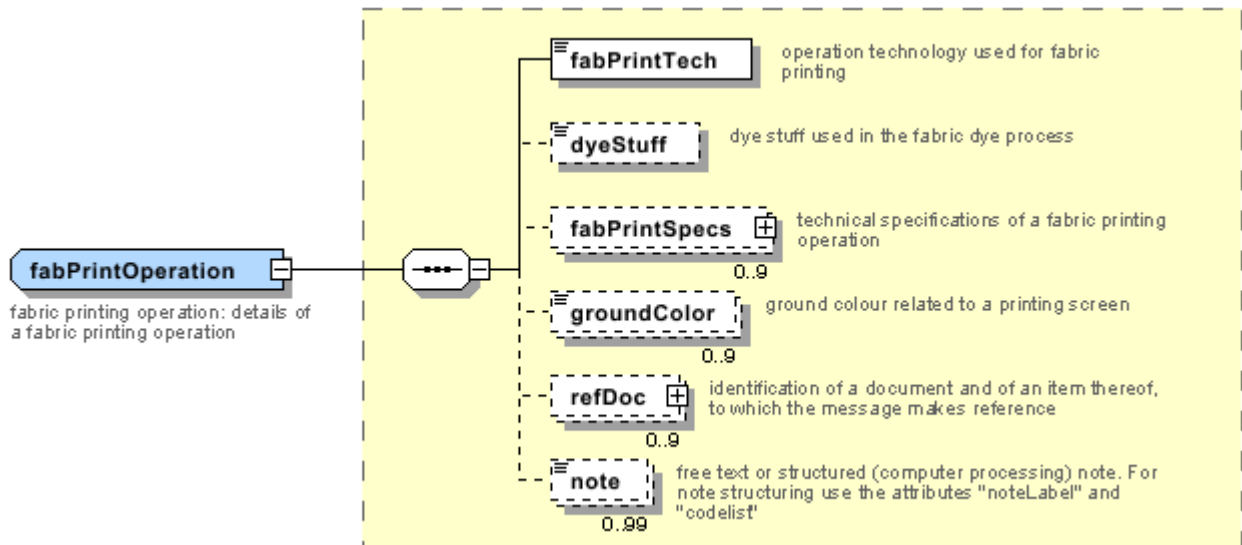 fabPrintTech
operation technology used for fabric
printing
dyeStuff
dye stuff used in the fabric dye process
fabPrintSpecs
technical specifications of a fabric printing
operation
0..9
fabPrintOperation
fabric printing operation: details of
a fabric printing operation
groundColor
ground colour related to a printing screen
0..9
refDoc
identification of a document and of an item thereof,
to which the message makes reference
0..9
note
free text or structured (computer processing) note. For
note structuring use the attributes "noteLabel" and
"codelist"
0..99